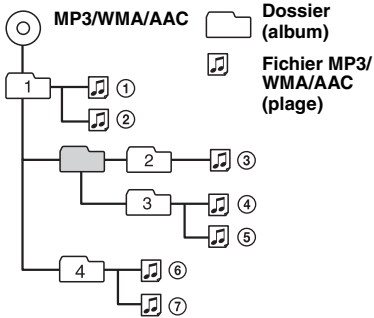 MP3/WMA/AAC
Dossier
(album)
Fichier MP3/
WMA/AAC
(plage)
1
①
②
2
③
3
④
⑤
4
⑥
⑦